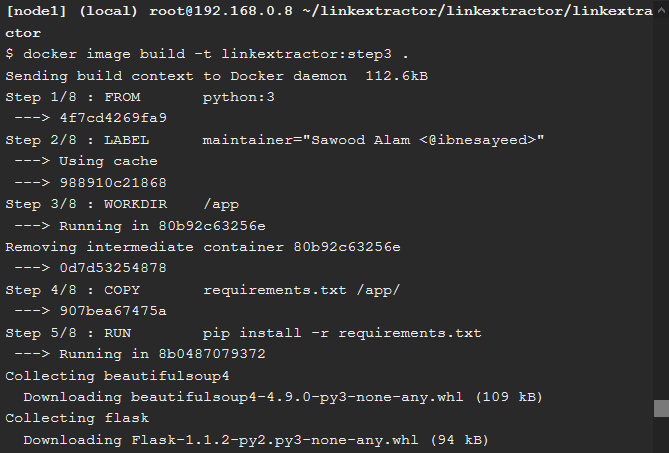 [node1] (local) root@192.168.0.8 ~/linkextractor/linkextractor/linkextra
ctor
$ docker image build -t linkextractor:step3 .
Sending build context to Docker daemon  112.6kB
Step 1/8 : FROM       python:3
 ---> 4f7cd4269fa9
Step 2/8 : LABEL      maintainer="Sawood Alam <@ibnesayeed>"
 ---> Using cache
 ---> 988910c21868
Step 3/8 : WORKDIR    /app
 ---> Running in 80b92c63256e
Removing intermediate container 80b92c63256e
 ---> 0d7d53254878
Step 4/8 : COPY       requirements.txt /app/
 ---> 907bea67475a
Step 5/8 : RUN        pip install -r requirements.txt
 ---> Running in 8b0487079372
Collecting beautifulsoup4
  Downloading beautifulsoup4-4.9.0-py3-none-any.whl (109 kB)
Collecting flask
  Downloading Flask-1.1.2-py2.py3-none-any.whl (94 kB)